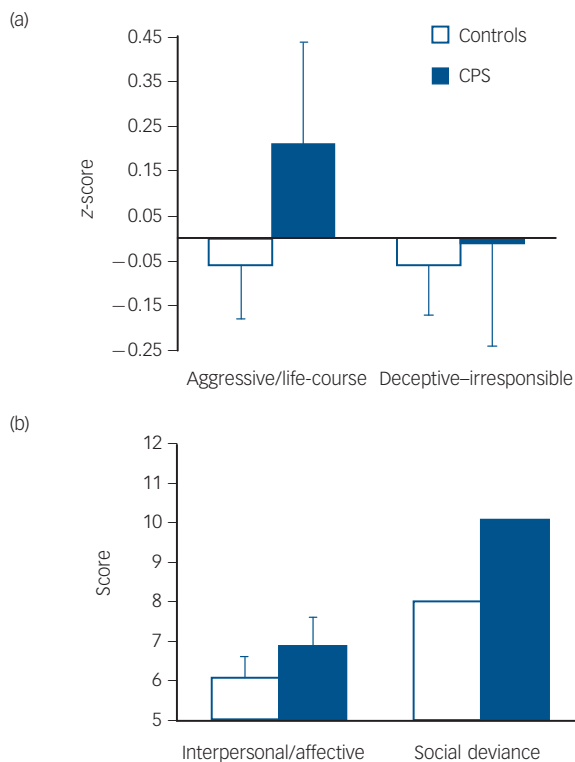 (a)
0.45
0.35
0.25
0.15
0.05
−0.05
−0.15
−0.25
z-score
Controls
CPS
Aggressive/life-course Deceptive–irresponsible
(b)
12
11
10
9
8
7
6
5
Score
Interpersonal/affective Social deviance